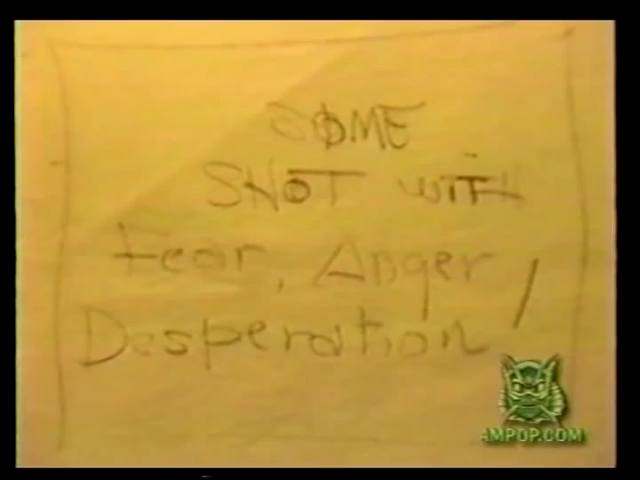 SOME
SHOT WITH
Fear, Anger,
Desperation
AMPOP.COM